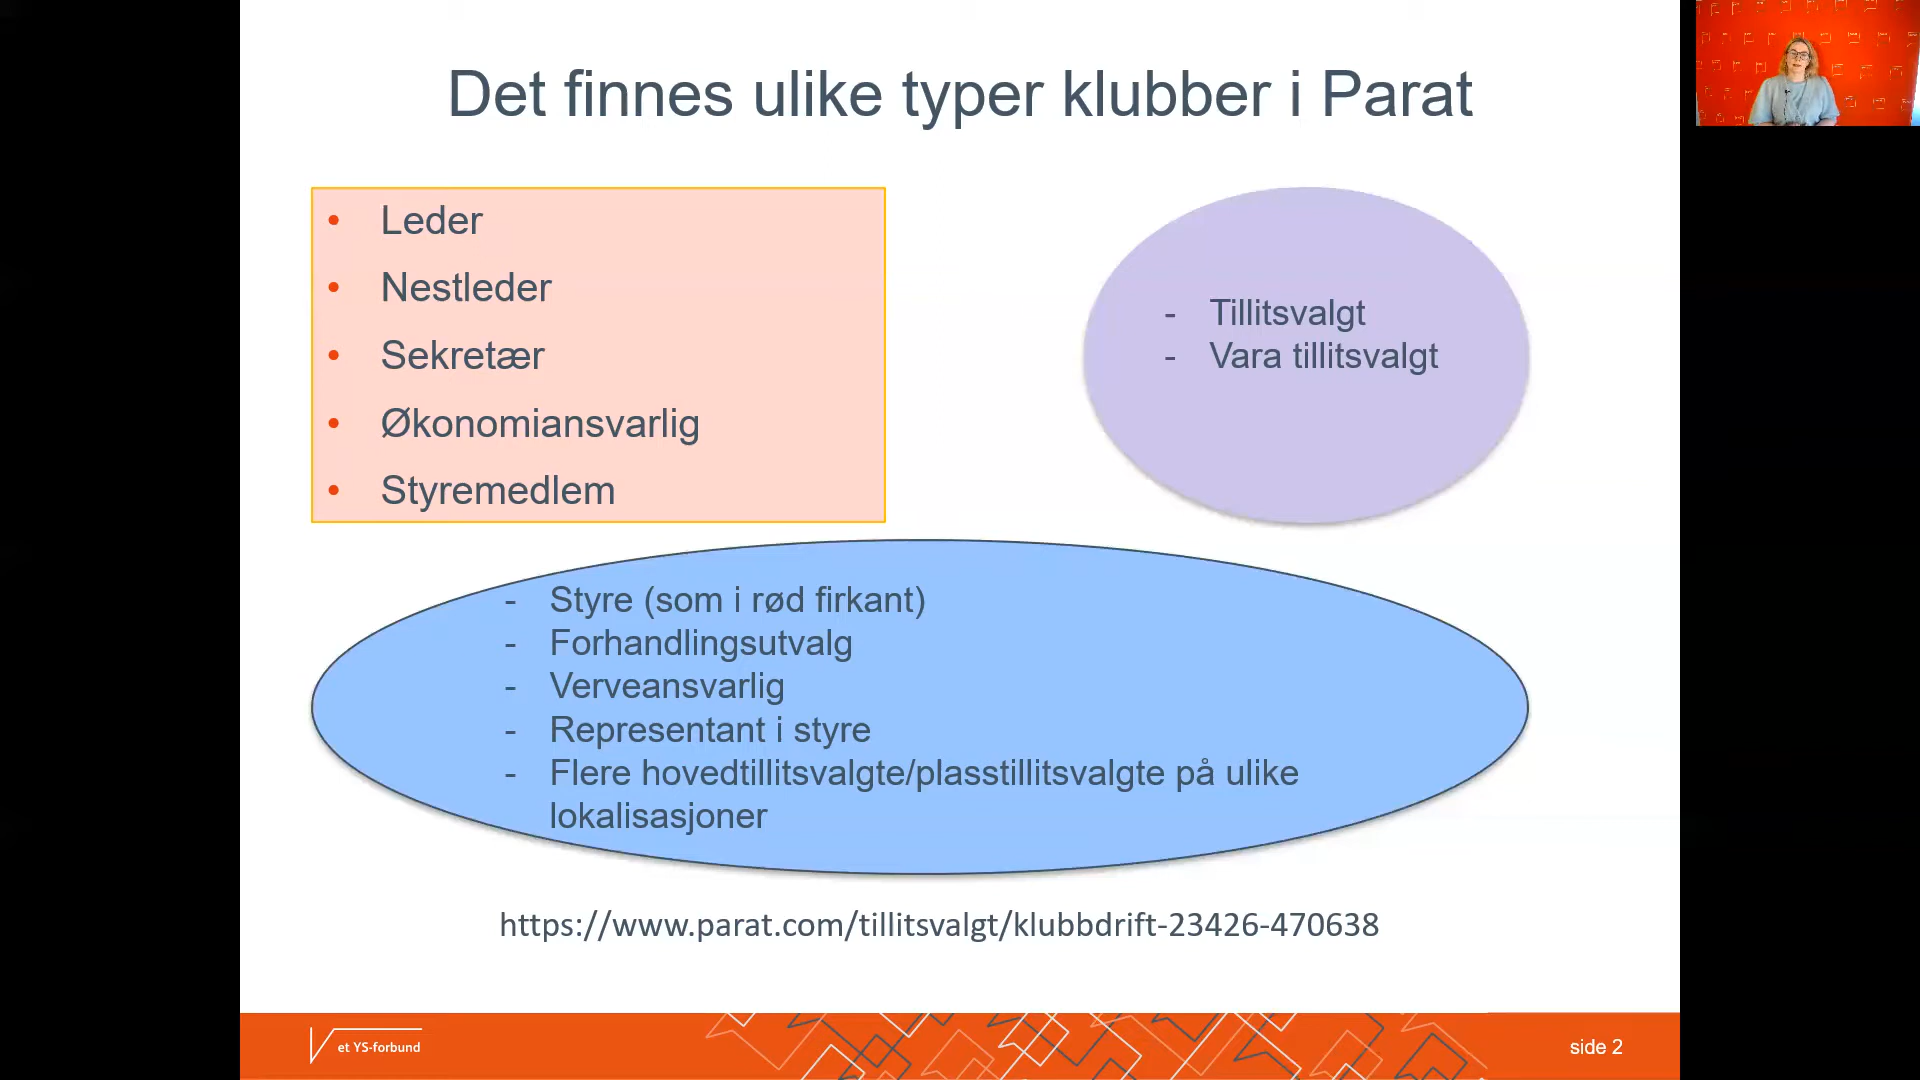 Det finnes ulike typer klubber i Parat
• Leder
• Nestleder
• Sekretær
• Økonomiansvarlig
• Styremedlem
- Tillitsvalgt
- Vara tillitsvalgt
- Styre (som i rød firkant)
- Forhandlingsutvalg
- Verveansvarlig
- Representant i styre
- Flere hovedtillitsvalgte/plasstillitsvalgte på ulike
lokalisasjoner
https://www.parat.com/tillitsvalgt/klubbdrift-23426-470638
et YS-forbund
side 2